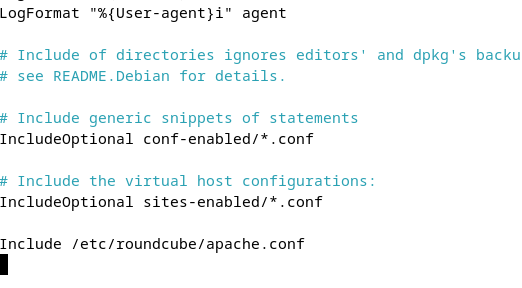 LogFormat "%{User-agent}i" agent
# Include of directories ignores editors' and dpkg's backu
# see README.Debian for details.
# Include generic snippets of statements
IncludeOptional conf-enabled/*.conf
# Include the virtual host configurations:
IncludeOptional sites-enabled/*.conf
Include /etc/roundcube/apache.conf